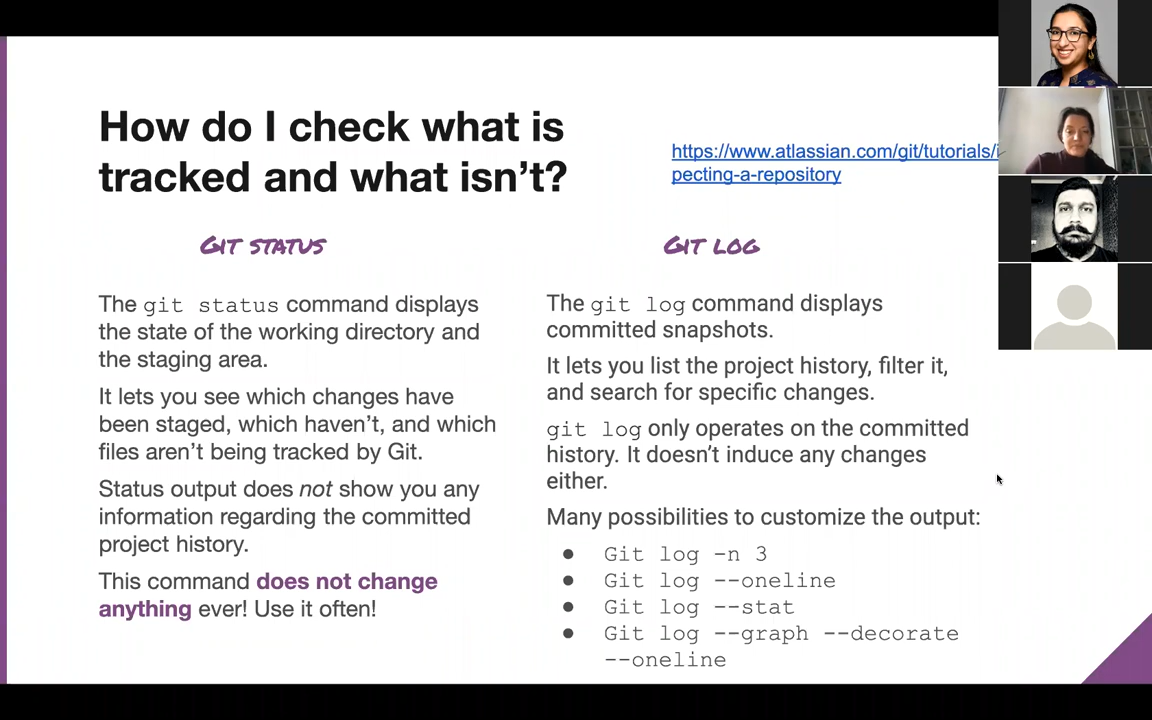 How do I check what is
tracked and what isn't?
https://www.atlassian.com/git/tutorials/i
pecting-a-repository
Git status
The git status command displays
the state of the working directory and
the staging area.
It lets you see which changes have
been staged, which haven't, and which
files aren't being tracked by Git.
Status output does not show you any
information regarding the committed
project history.
This command does not change
anything ever! Use it often!
Git log
The git log command displays
committed snapshots.
It lets you list the project history, filter it,
and search for specific changes.
git log only operates on the committed
history. It doesn't induce any changes
either.
Many possibilities to customize the output:
● Git log -n 3
● Git log --oneline
● Git log --stat
● Git log --graph --decorate
--oneline